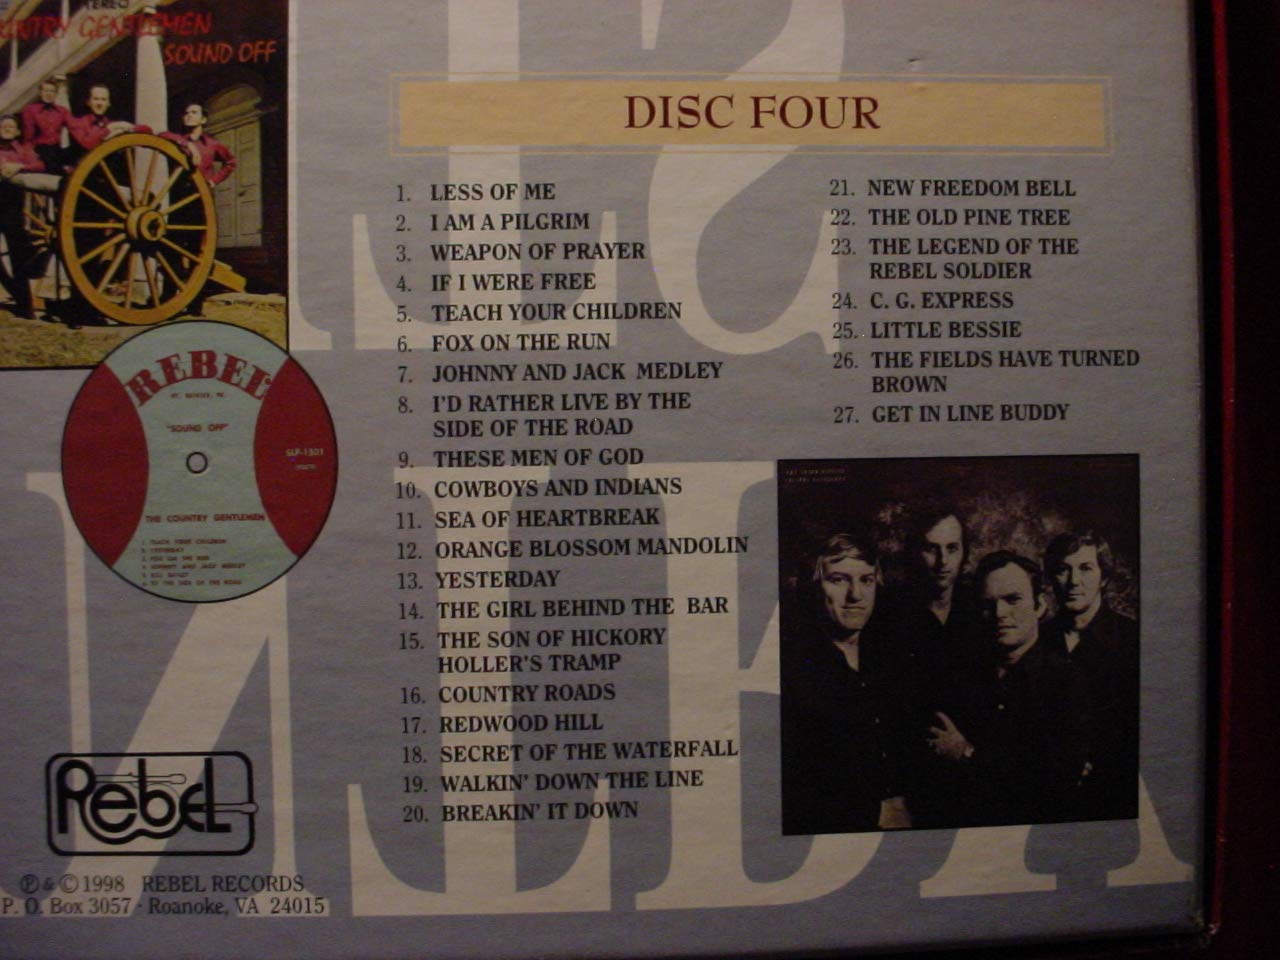 STEREO
COUNTRY GENTLEMEN
SOUND OFF
DISC FOUR
1. LESS OF ME
2. I AM A PILGRIM
3. WEAPON OF PRAYER
4. IF I WERE FREE
5. TEACH YOUR CHILDREN
6. FOX ON THE RUN
7. JOHNNY AND JACK MEDLEY
8. I'D RATHER LIVE BY THE
SIDE OF THE ROAD
9. THESE MEN OF GOD
10. COWBOYS AND INDIANS
11. SEA OF HEARTBREAK
12. ORANGE BLOSSOM MANDOLIN
13. YESTERDAY
14. THE GIRL BEHIND THE BAR
15. THE SON OF HICKORY
HOLLER'S TRAMP
16. COUNTRY ROADS
17. REDWOOD HILL
18. SECRET OF THE WATERFALL
19. WALKIN' DOWN THE LINE
20. BREAKIN' IT DOWN
21. NEW FREEDOM BELL
22. THE OLD PINE TREE
23. THE LEGEND OF THE
REBEL SOLDIER
24. C. G. EXPRESS
25. LITTLE BESSIE
26. THE FIELDS HAVE TURNED
BROWN
27. GET IN LINE BUDDY
REBEL
"SOUND OFF"
SLP-1501
THE COUNTRY GENTLEMEN
Rebel
℗ & © 1998 REBEL RECORDS
P. O. Box 3057 · Roanoke, VA 24015